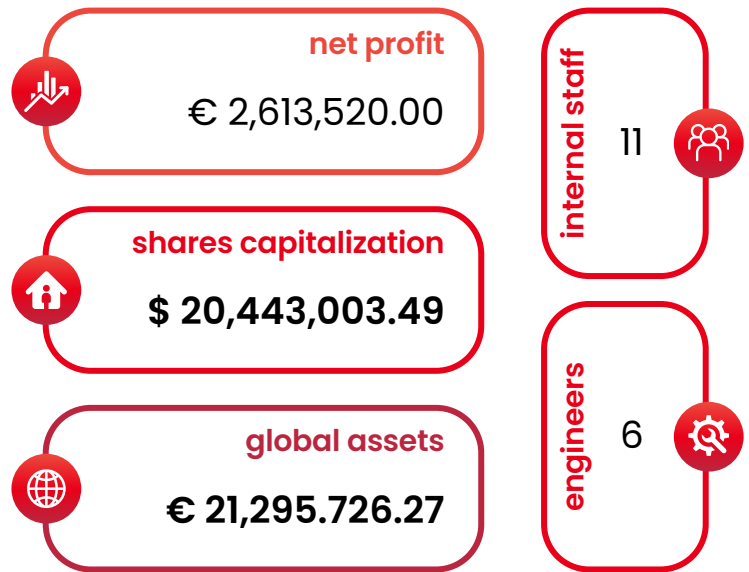 net profit
€ 2,613,520.00
shares capitalization
$ 20,443,003.49
global assets
€ 21,295.726.27
internal staff
11
engineers
6